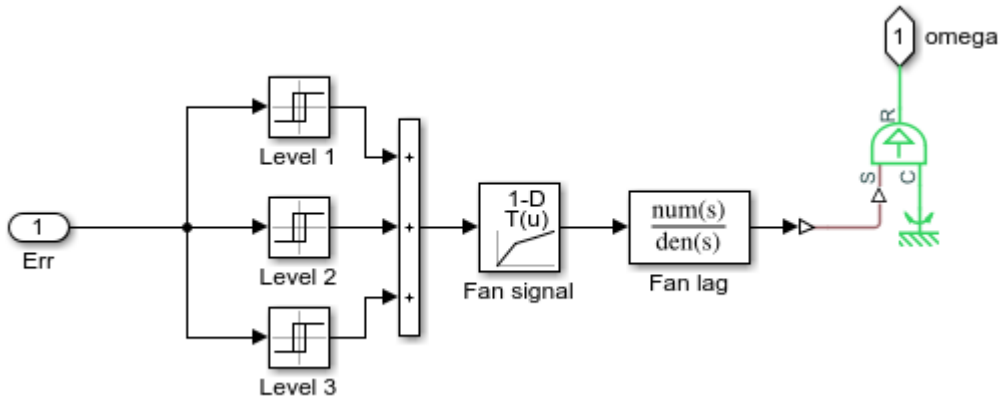 1
omega
R
S
C
Level 1
+
1
Err
Level 2
+
1-D
T(u)
Fan signal
num(s)
den(s)
Fan lag
+
Level 3